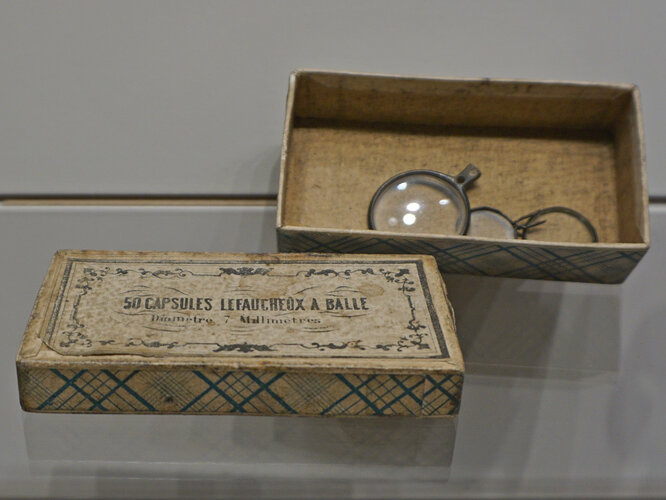 50 CAPSULES LEFAUCHEUX A BALLE
Diamètre 7 Millimètres